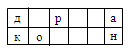 д р а
к о н